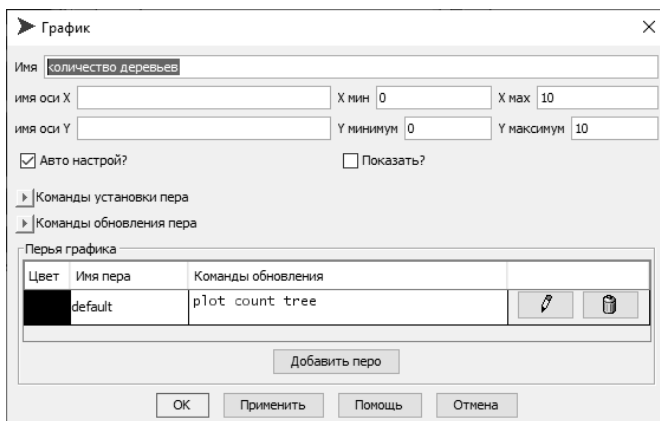 График
Имя количество деревьев
имя оси X X мин 0 X max 10
имя оси Y Y минимум 0 Y максимум 10
Авто настрой? Показать?
Команды установки пера
Команды обновления пера
Перья графика
Цвет Имя пера Команды обновления
default plot count tree
Добавить перо
OK Применить Помощь Отмена